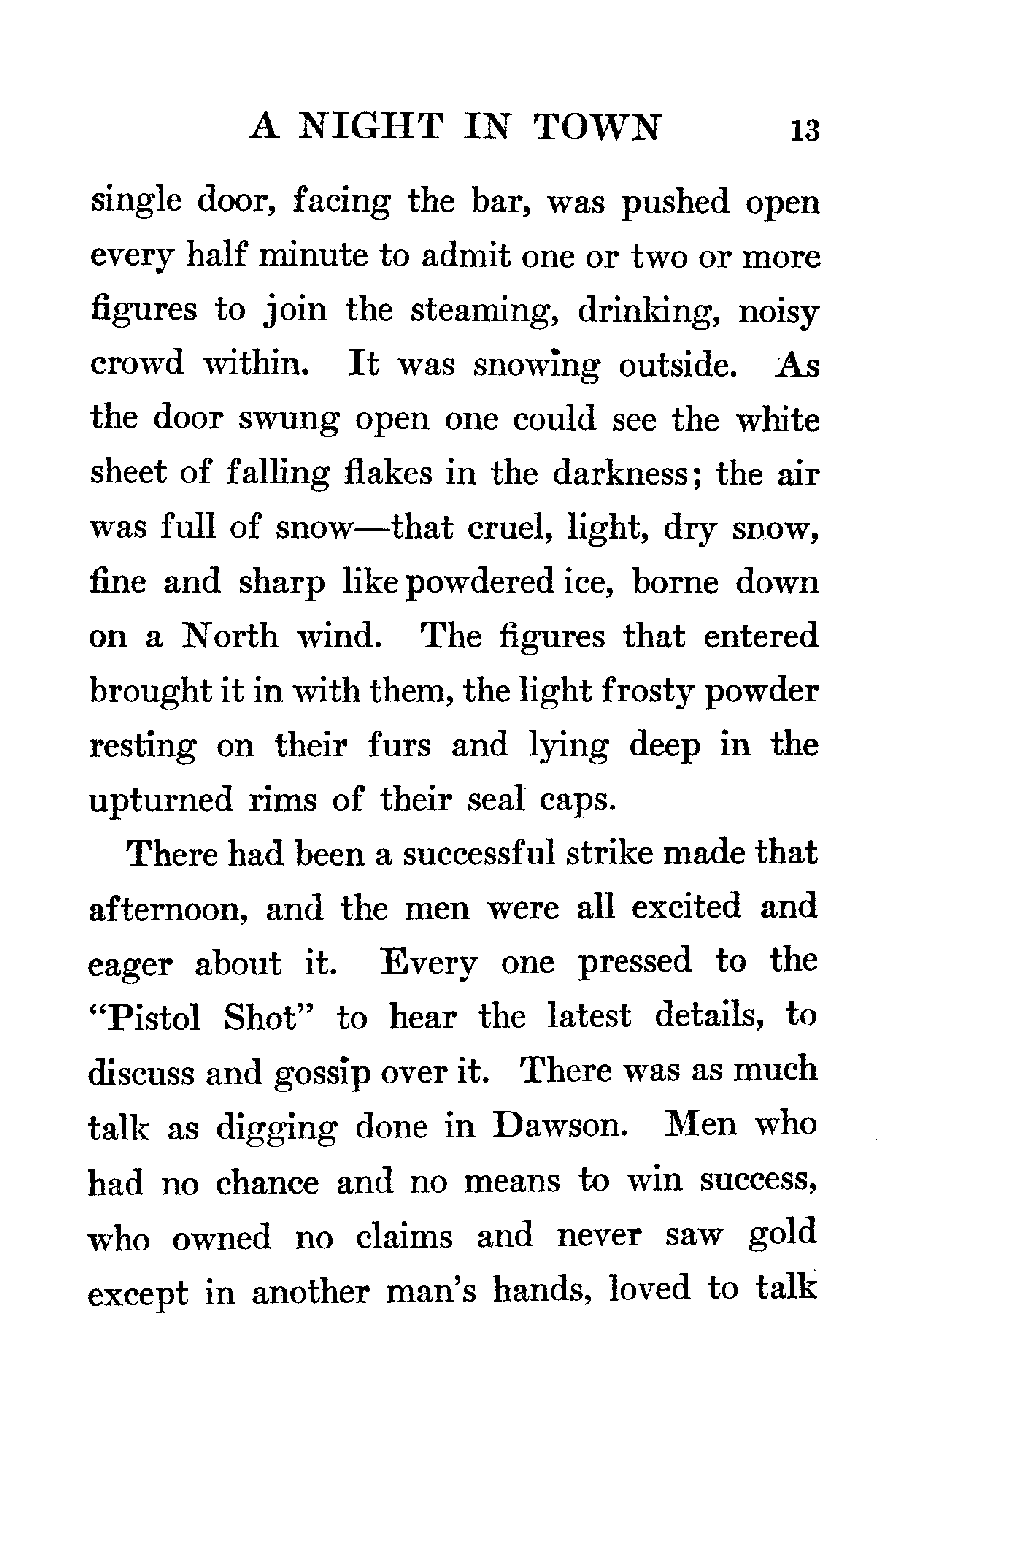 A NIGHT IN TOWN 13
single door, facing the bar, was pushed open
every half minute to admit one or two or more
figures to join the steaming, drinking, noisy
crowd within. It was snowing outside. As
the door swung open one could see the white
sheet of falling flakes in the darkness; the air
was full of snow—that cruel, light, dry snow,
fine and sharp like powdered ice, borne down
on a North wind. The figures that entered
brought it in with them, the light frosty powder
resting on their furs and lying deep in the
upturned rims of their seal caps.
There had been a successful strike made that
afternoon, and the men were all excited and
eager about it. Every one pressed to the
“Pistol Shot” to hear the latest details, to
discuss and gossip over it. There was as much
talk as digging done in Dawson. Men who
had no chance and no means to win success,
who owned no claims and never saw gold
except in another man’s hands, loved to talk